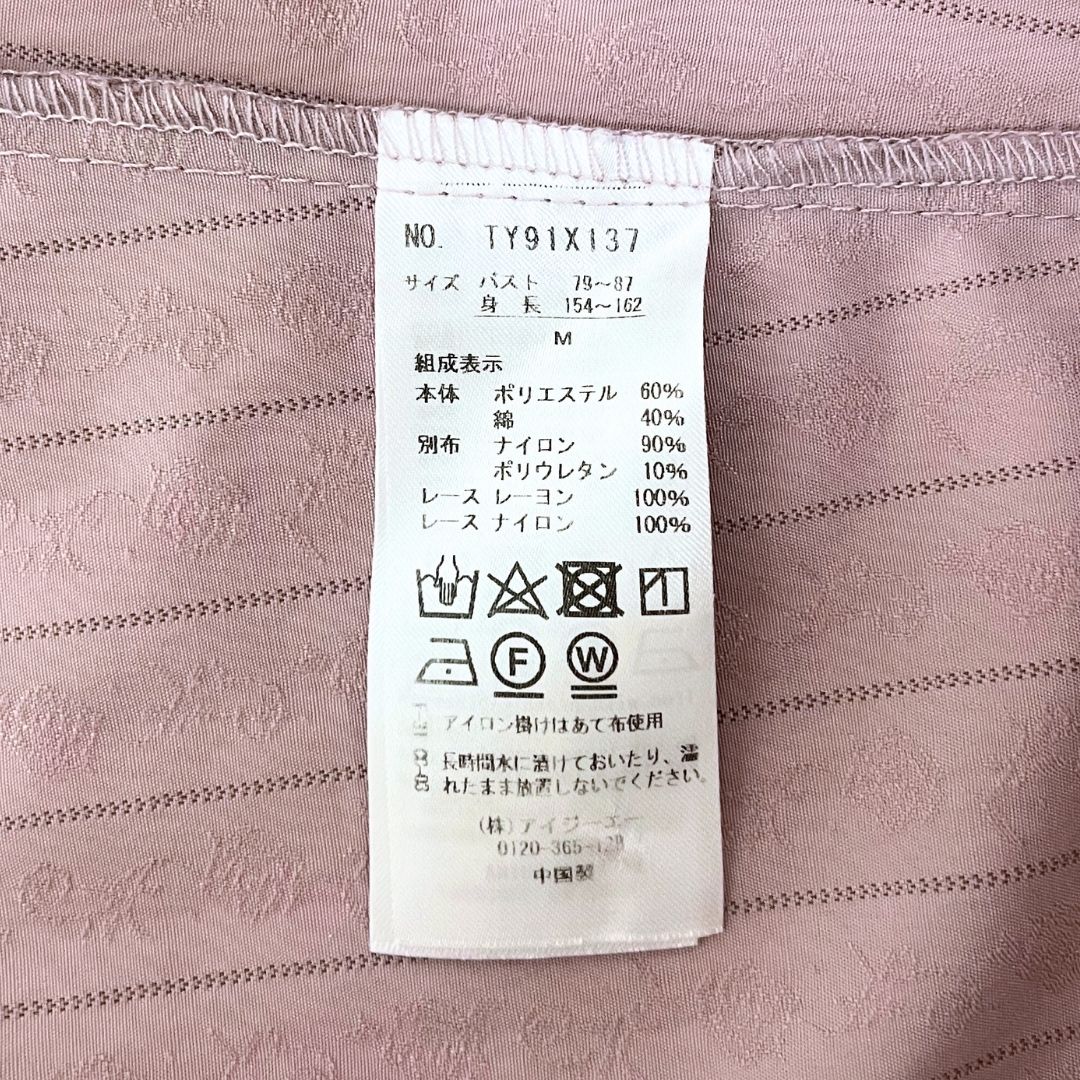 NO. TY91X137
サイズ バスト 79～87
身長 154～162
M
組成表示
本体 ポリエステル 60%
綿 40%
別布 ナイロン 90%
ポリウレタン 10%
レース レーヨン 100%
レース ナイロン 100%
F W
アイロン掛けはあて布使用
長時間水に漬けておいたり、濡
れたまま放置しないでください。
(株)アイジーエー
0120-365-
中国製